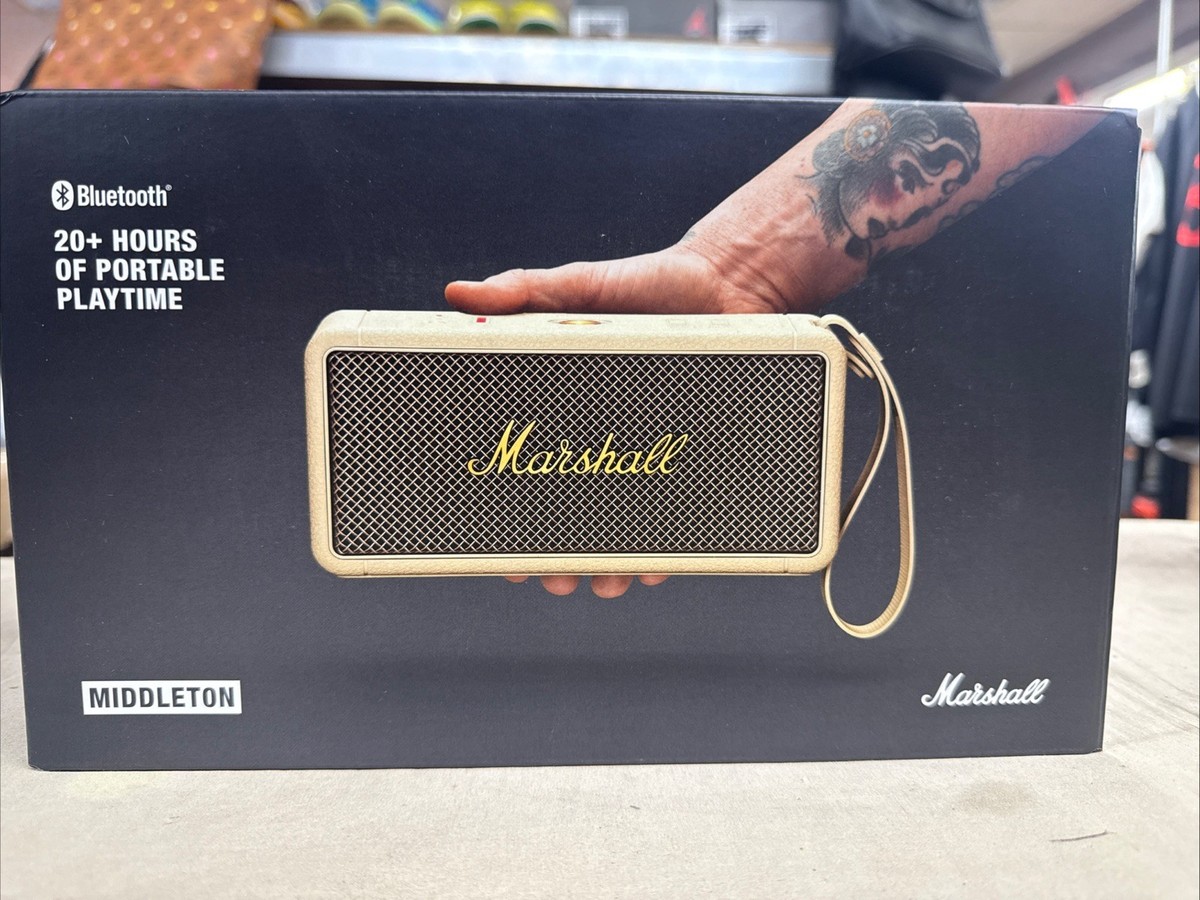 Bluetooth®
20+ HOURS
OF PORTABLE
PLAYTIME
Marshall
MIDDLETON
Marshall